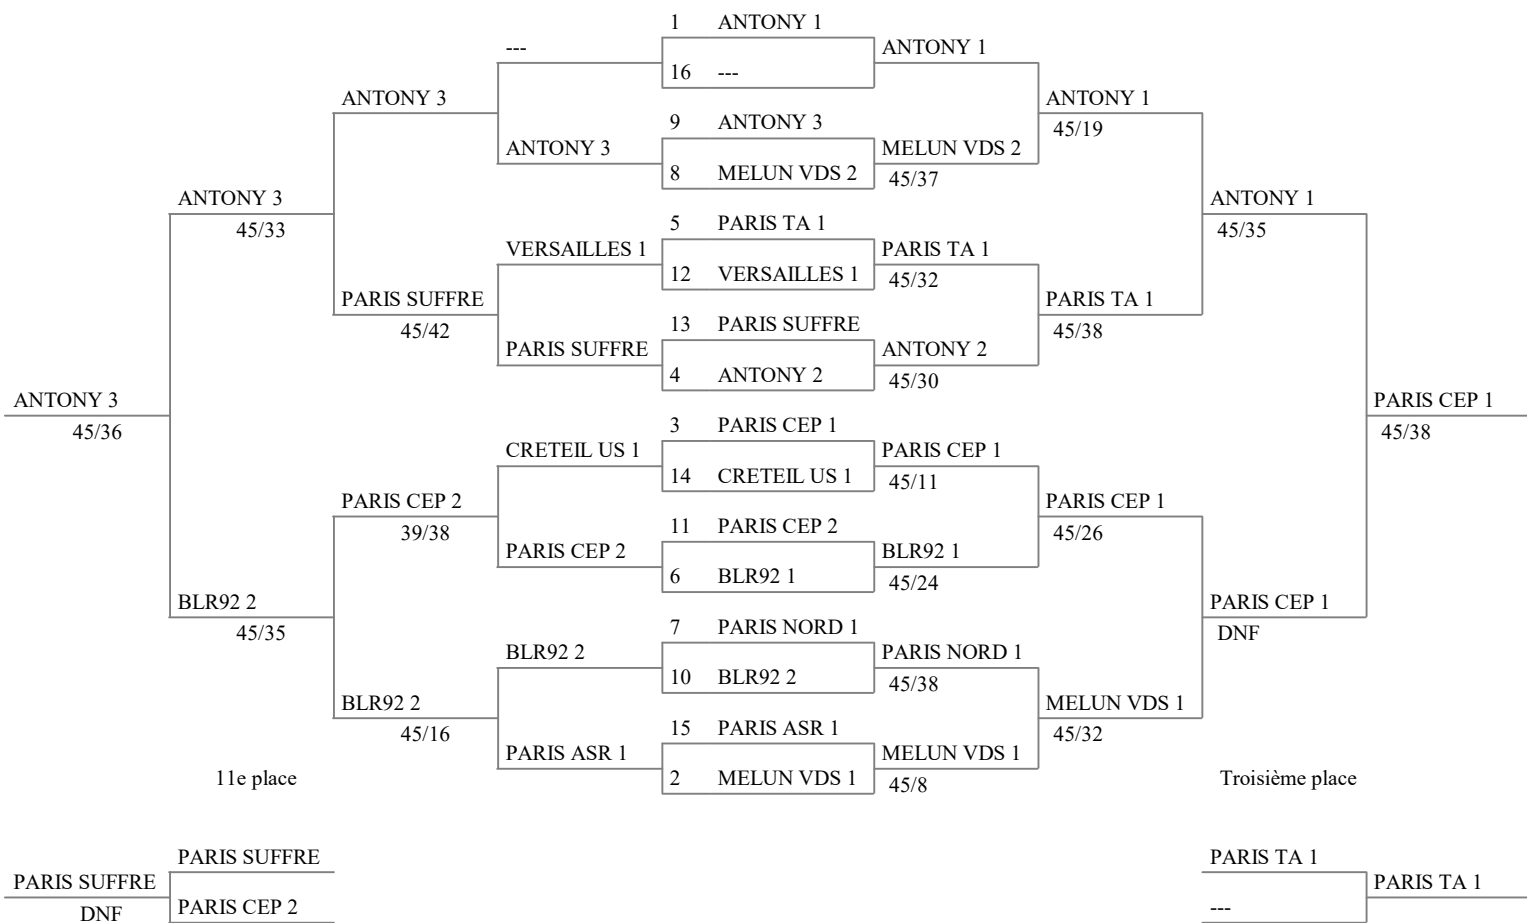 1 ANTONY 1
--- ANTONY 1
16 ---
ANTONY 3 ANTONY 1
9 ANTONY 3 45/19
ANTONY 3 MELUN VDS 2
8 MELUN VDS 2 45/37
ANTONY 3 ANTONY 1
5 PARIS TA 1
45/33 45/35
VERSAILLES 1 PARIS TA 1
12 VERSAILLES 1 45/32
PARIS SUFFRE PARIS TA 1
45/42 13 PARIS SUFFRE 45/38
PARIS SUFFRE ANTONY 2
4 ANTONY 2 45/30
ANTONY 3 PARIS CEP 1
45/36 3 PARIS CEP 1 45/38
CRETEIL US 1 PARIS CEP 1
14 CRETEIL US 1 45/11
PARIS CEP 2 PARIS CEP 1
39/38 11 PARIS CEP 2 45/26
PARIS CEP 2 BLR92 1
6 BLR92 1 45/24
BLR92 2 PARIS CEP 1
45/35 7 PARIS NORD 1 DNF
BLR92 2 PARIS NORD 1
10 BLR92 2 45/38
BLR92 2 MELUN VDS 1
45/16 15 PARIS ASR 1 45/32
PARIS ASR 1 MELUN VDS 1
11e place 2 MELUN VDS 1 45/8 Troisième place
PARIS SUFFRE PARIS TA 1
PARIS SUFFRE PARIS TA 1
DNF PARIS CEP 2 ---